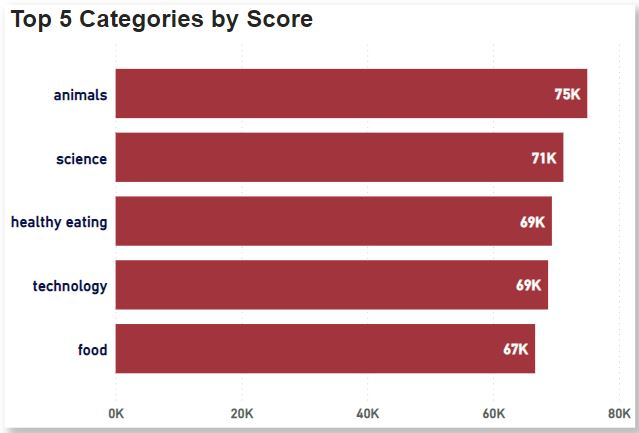 Top 5 Categories by Score
animals 75K
science 71K
healthy eating 69K
technology 69K
food 67K
0K 20K 40K 60K 80K